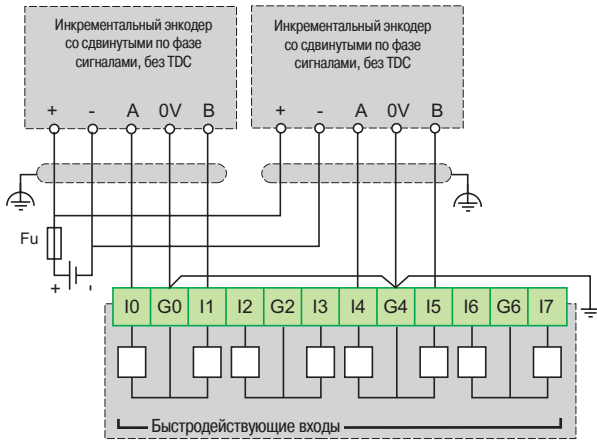 Инкрементальный энкодер
со сдвинутыми по фазе
сигналами, без TDC
+ - A 0V B
Инкрементальный энкодер
со сдвинутыми по фазе
сигналами, без TDC
+ - A 0V B
Fu
+ -
I0 G0 I1 I2 G2 I3 I4 G4 I5 I6 G6 I7
Быстродействующие входы